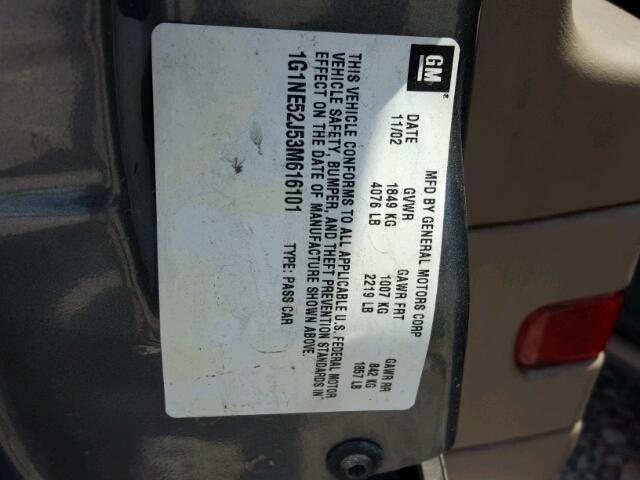 GM
MFD BY GENERAL MOTORS CORP
DATE GVWR GAWR FRT GAWR RR
11/02 1849 KG 1007 KG 842 KG
4076 LB 2219 LB 1857 LB
THIS VEHICLE CONFORMS TO ALL APPLICABLE U.S. FEDERAL MOTOR
VEHICLE SAFETY, BUMPER, AND THEFT PREVENTION STANDARDS IN
EFFECT ON THE DATE OF MANUFACTURE SHOWN ABOVE.
1G1NE52J53M616101 TYPE: PASS CAR